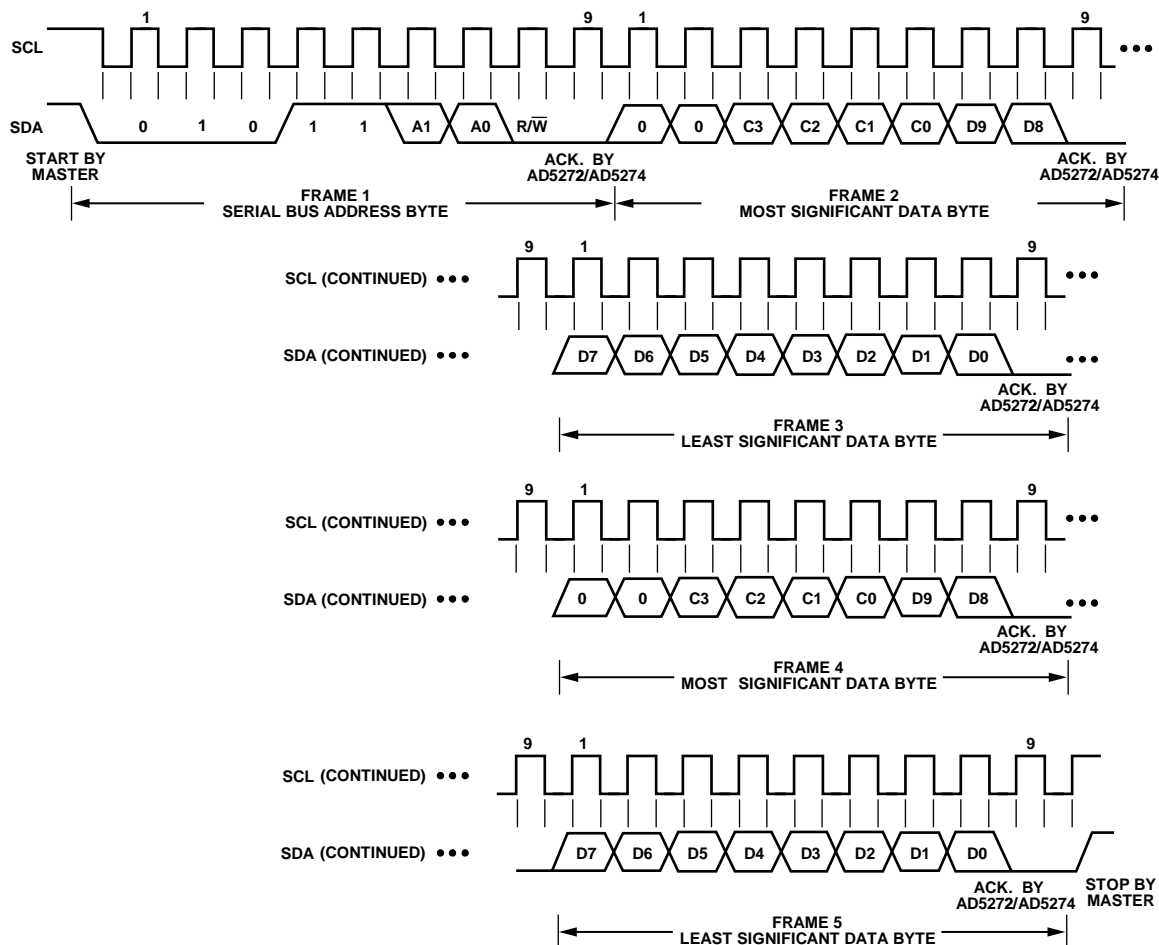 1 9 1 9
SCL
SDA 0 1 0 1 1 A1 A0 R/W̅ 0 0 C3 C2 C1 C0 D9 D8
START BY
MASTER
ACK. BY
AD5272/AD5274
ACK. BY
AD5272/AD5274
FRAME 1
SERIAL BUS ADDRESS BYTE
FRAME 2
MOST SIGNIFICANT DATA BYTE
9 1 9
SCL (CONTINUED)
SDA (CONTINUED) D7 D6 D5 D4 D3 D2 D1 D0
ACK. BY
AD5272/AD5274
FRAME 3
LEAST SIGNIFICANT DATA BYTE
9 1 9
SCL (CONTINUED)
SDA (CONTINUED) 0 0 C3 C2 C1 C0 D9 D8
ACK. BY
AD5272/AD5274
FRAME 4
MOST SIGNIFICANT DATA BYTE
9 1 9
SCL (CONTINUED)
SDA (CONTINUED) D7 D6 D5 D4 D3 D2 D1 D0
ACK. BY
AD5272/AD5274
STOP BY
MASTER
FRAME 5
LEAST SIGNIFICANT DATA BYTE